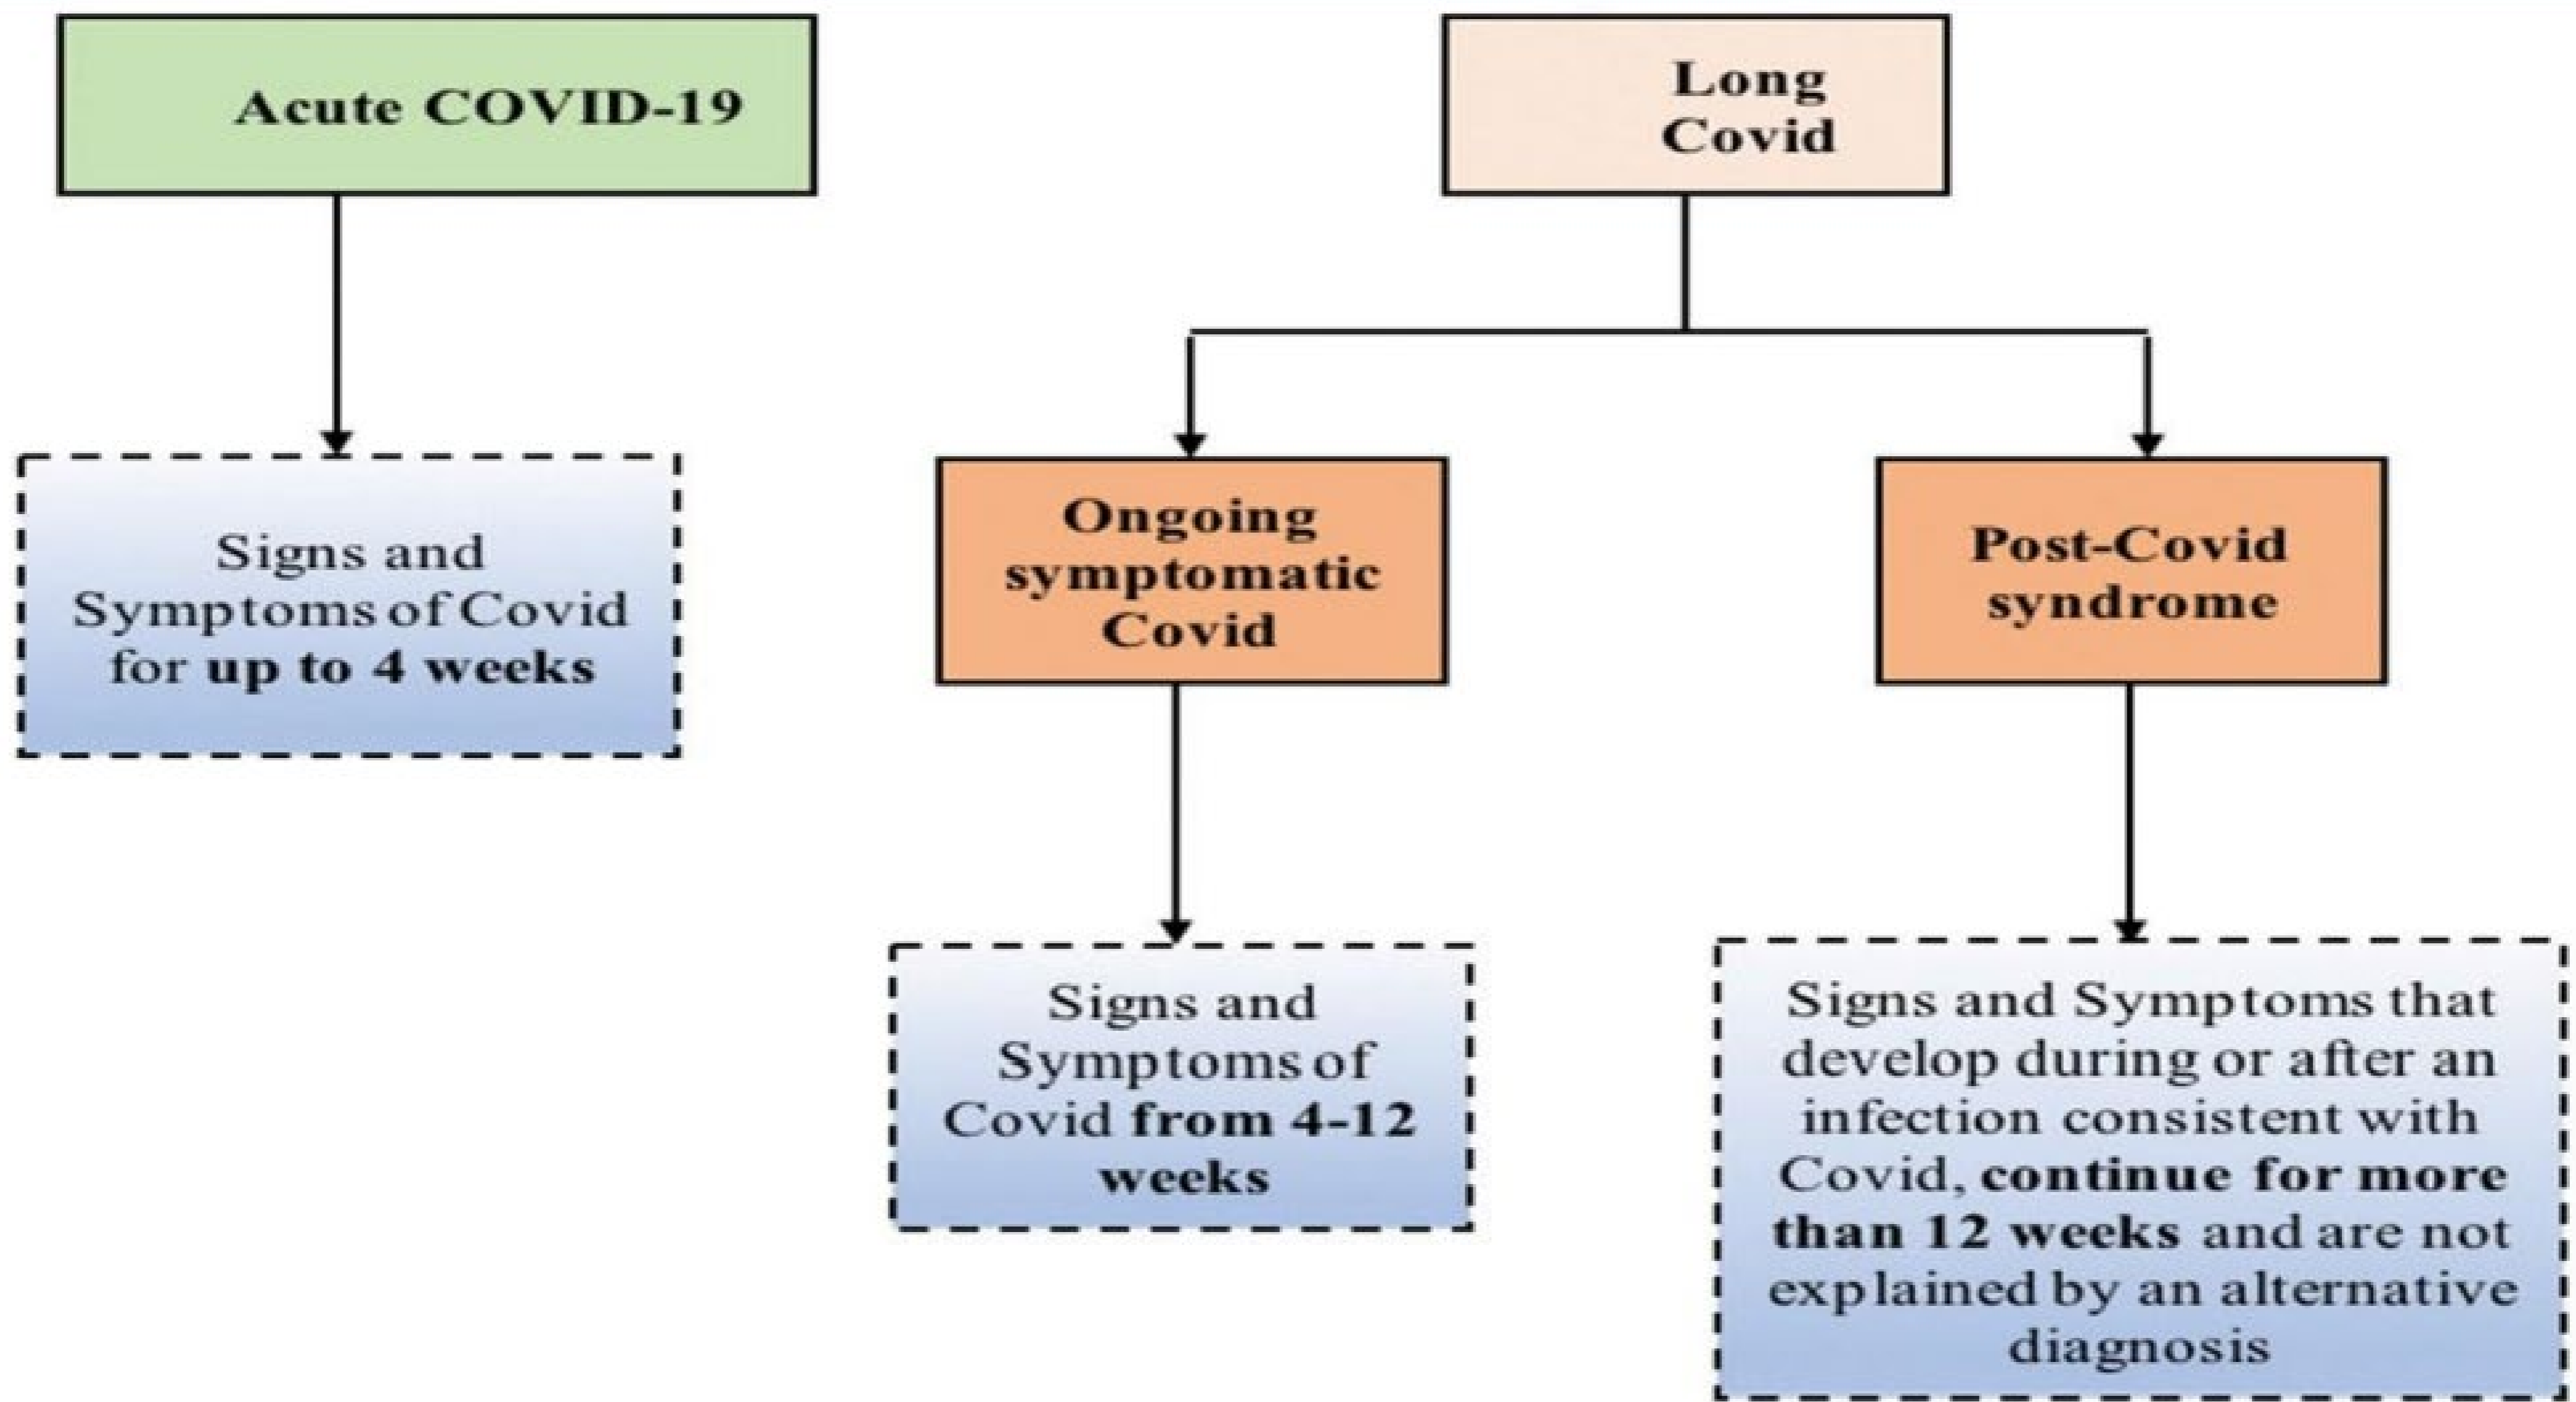 Acute COVID-19
Long
Covid
Signs and
Symptoms of Covid
for up to 4 weeks
Ongoing
symptomatic
Covid
Post-Covid
syndrome
Signs and
Symptoms of
Covid from 4-12
weeks
Signs and Symptoms that
develop during or after an
infection consistent with
Covid, continue for more
than 12 weeks and are not
explained by an alternative
diagnosis